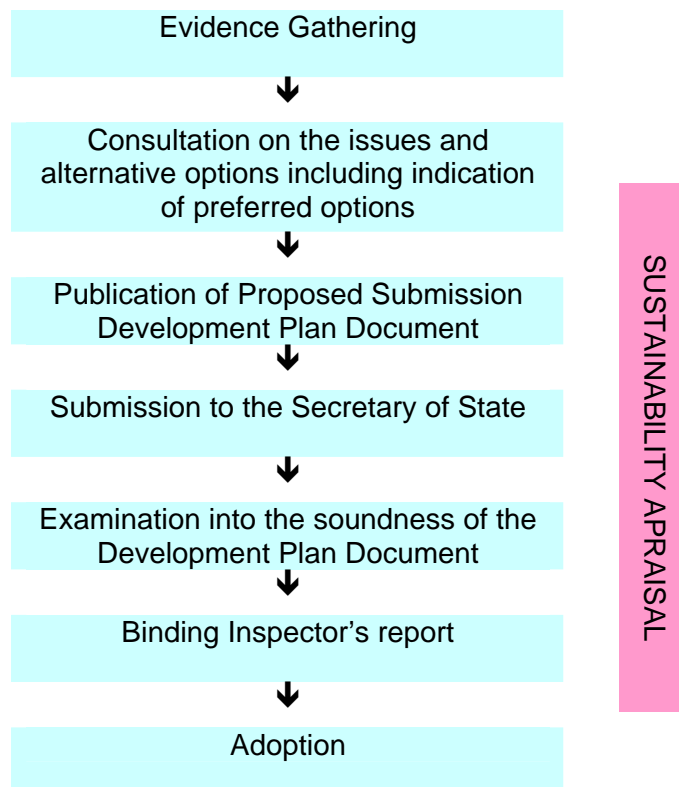 Evidence Gathering
Consultation on the issues and
alternative options including indication
of preferred options
Publication of Proposed Submission
Development Plan Document
Submission to the Secretary of State
Examination into the soundness of the
Development Plan Document
Binding Inspector’s report
Adoption
SUSTAINABILITY APRAISAL